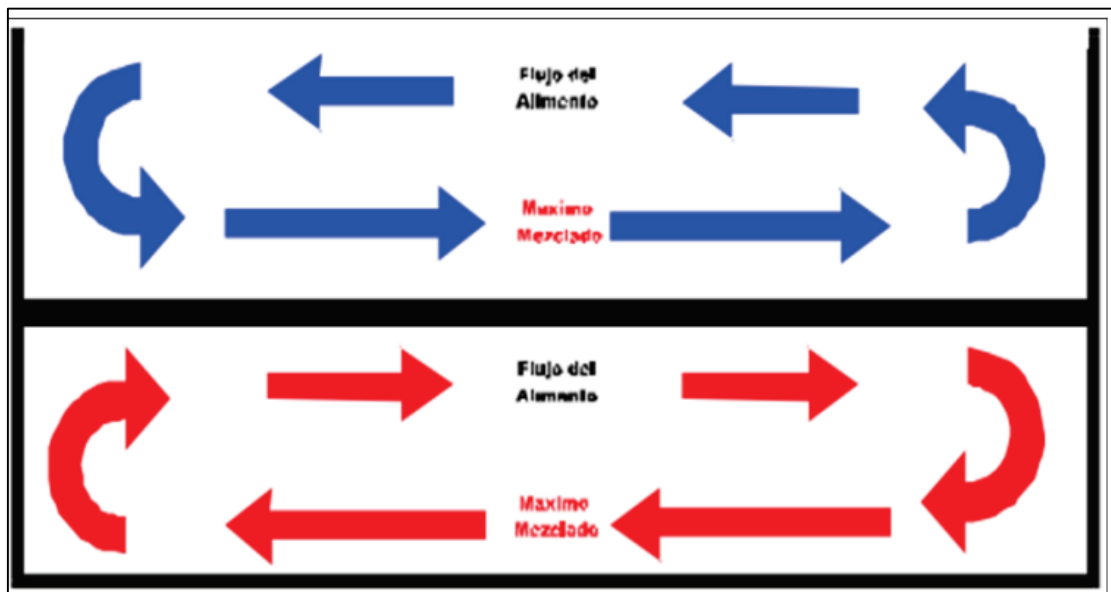 Flujo del
Alimento
Maximo
Mezclado
Flujo del
Alimento
Maximo
Mezclado